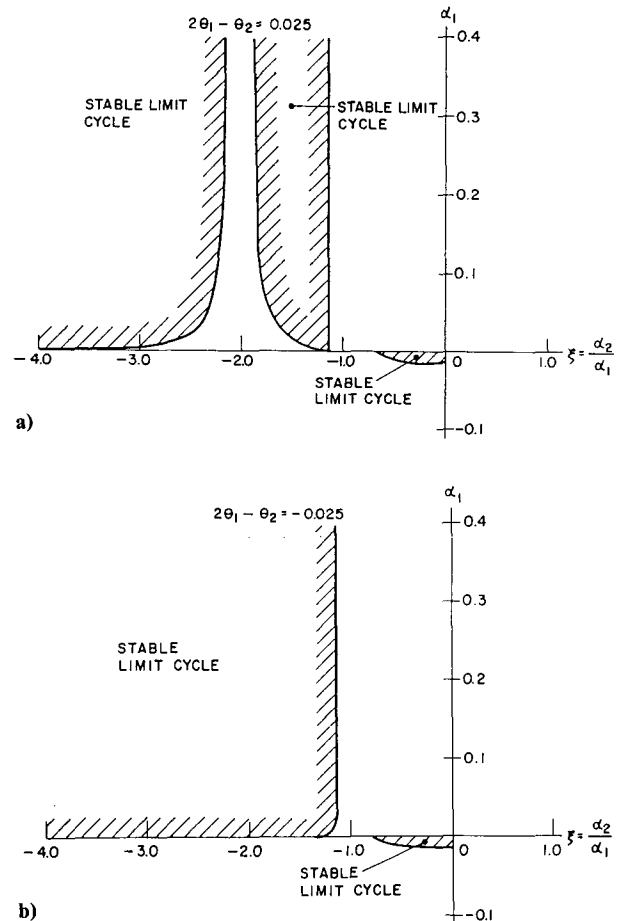 2θ₁ − θ₂ = 0.025
α₁
0.4
STABLE LIMIT
CYCLE
STABLE LIMIT
CYCLE
0.3
0.2
0.1
-4.0 -3.0 -2.0 -1.0 0 1.0 ξ = α₂/α₁
STABLE
LIMIT CYCLE
-0.1
a)
2θ₁ − θ₂ = −0.025
α₁
0.4
0.3
STABLE
LIMIT CYCLE
0.2
0.1
-4.0 -3.0 -2.0 -1.0 0 1.0 ξ = α₂/α₁
STABLE
LIMIT CYCLE
-0.1
b)